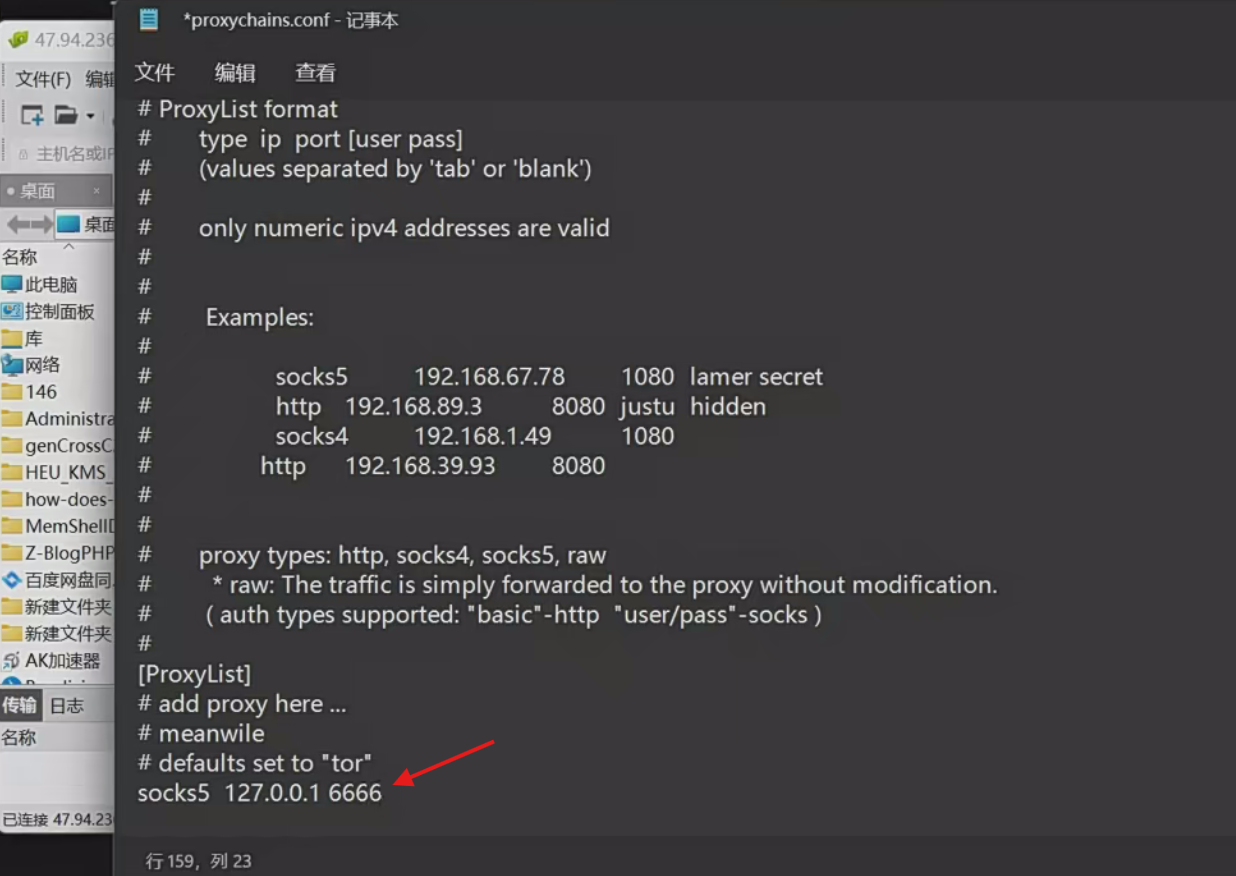 *proxychains.conf - 记事本
47.94.236
文件(F) 编辑
主机名或IP
桌面
桌面
名称
此电脑
控制面板
库
网络
146
Administra
genCrossC
HEU_KMS_
how-does-
MemShell
Z-BlogPHP
百度网盘同
新建文件夹
新建文件夹
AK加速器
传输 日志
名称
已连接 47.94.23
文件 编辑 查看
# ProxyList format
# type ip port [user pass]
# (values separated by 'tab' or 'blank')
#
# only numeric ipv4 addresses are valid
#
#
# Examples:
#
# socks5 192.168.67.78 1080 lamer secret
# http 192.168.89.3 8080 justu hidden
# socks4 192.168.1.49 1080
# http 192.168.39.93 8080
#
#
# proxy types: http, socks4, socks5, raw
# * raw: The traffic is simply forwarded to the proxy without modification.
# ( auth types supported: "basic"-http "user/pass"-socks )
#
[ProxyList]
# add proxy here ...
# meanwile
# defaults set to "tor"
socks5 127.0.0.1 6666
行 159，列 23